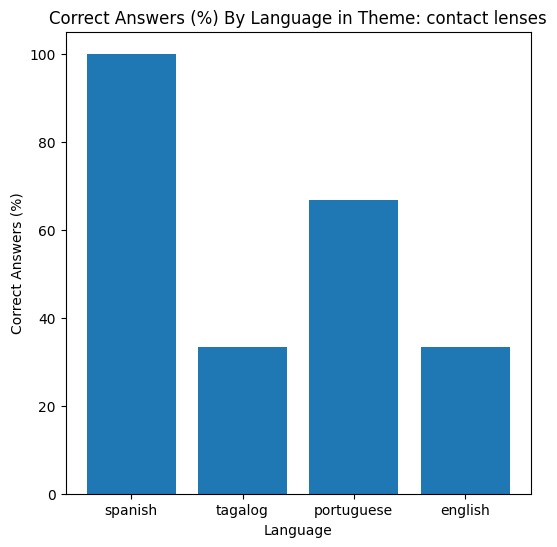 Correct Answers (%) By Language in Theme: contact lenses
100
80
60
40
20
0
Correct Answers (%)
spanish tagalog portuguese english
Language